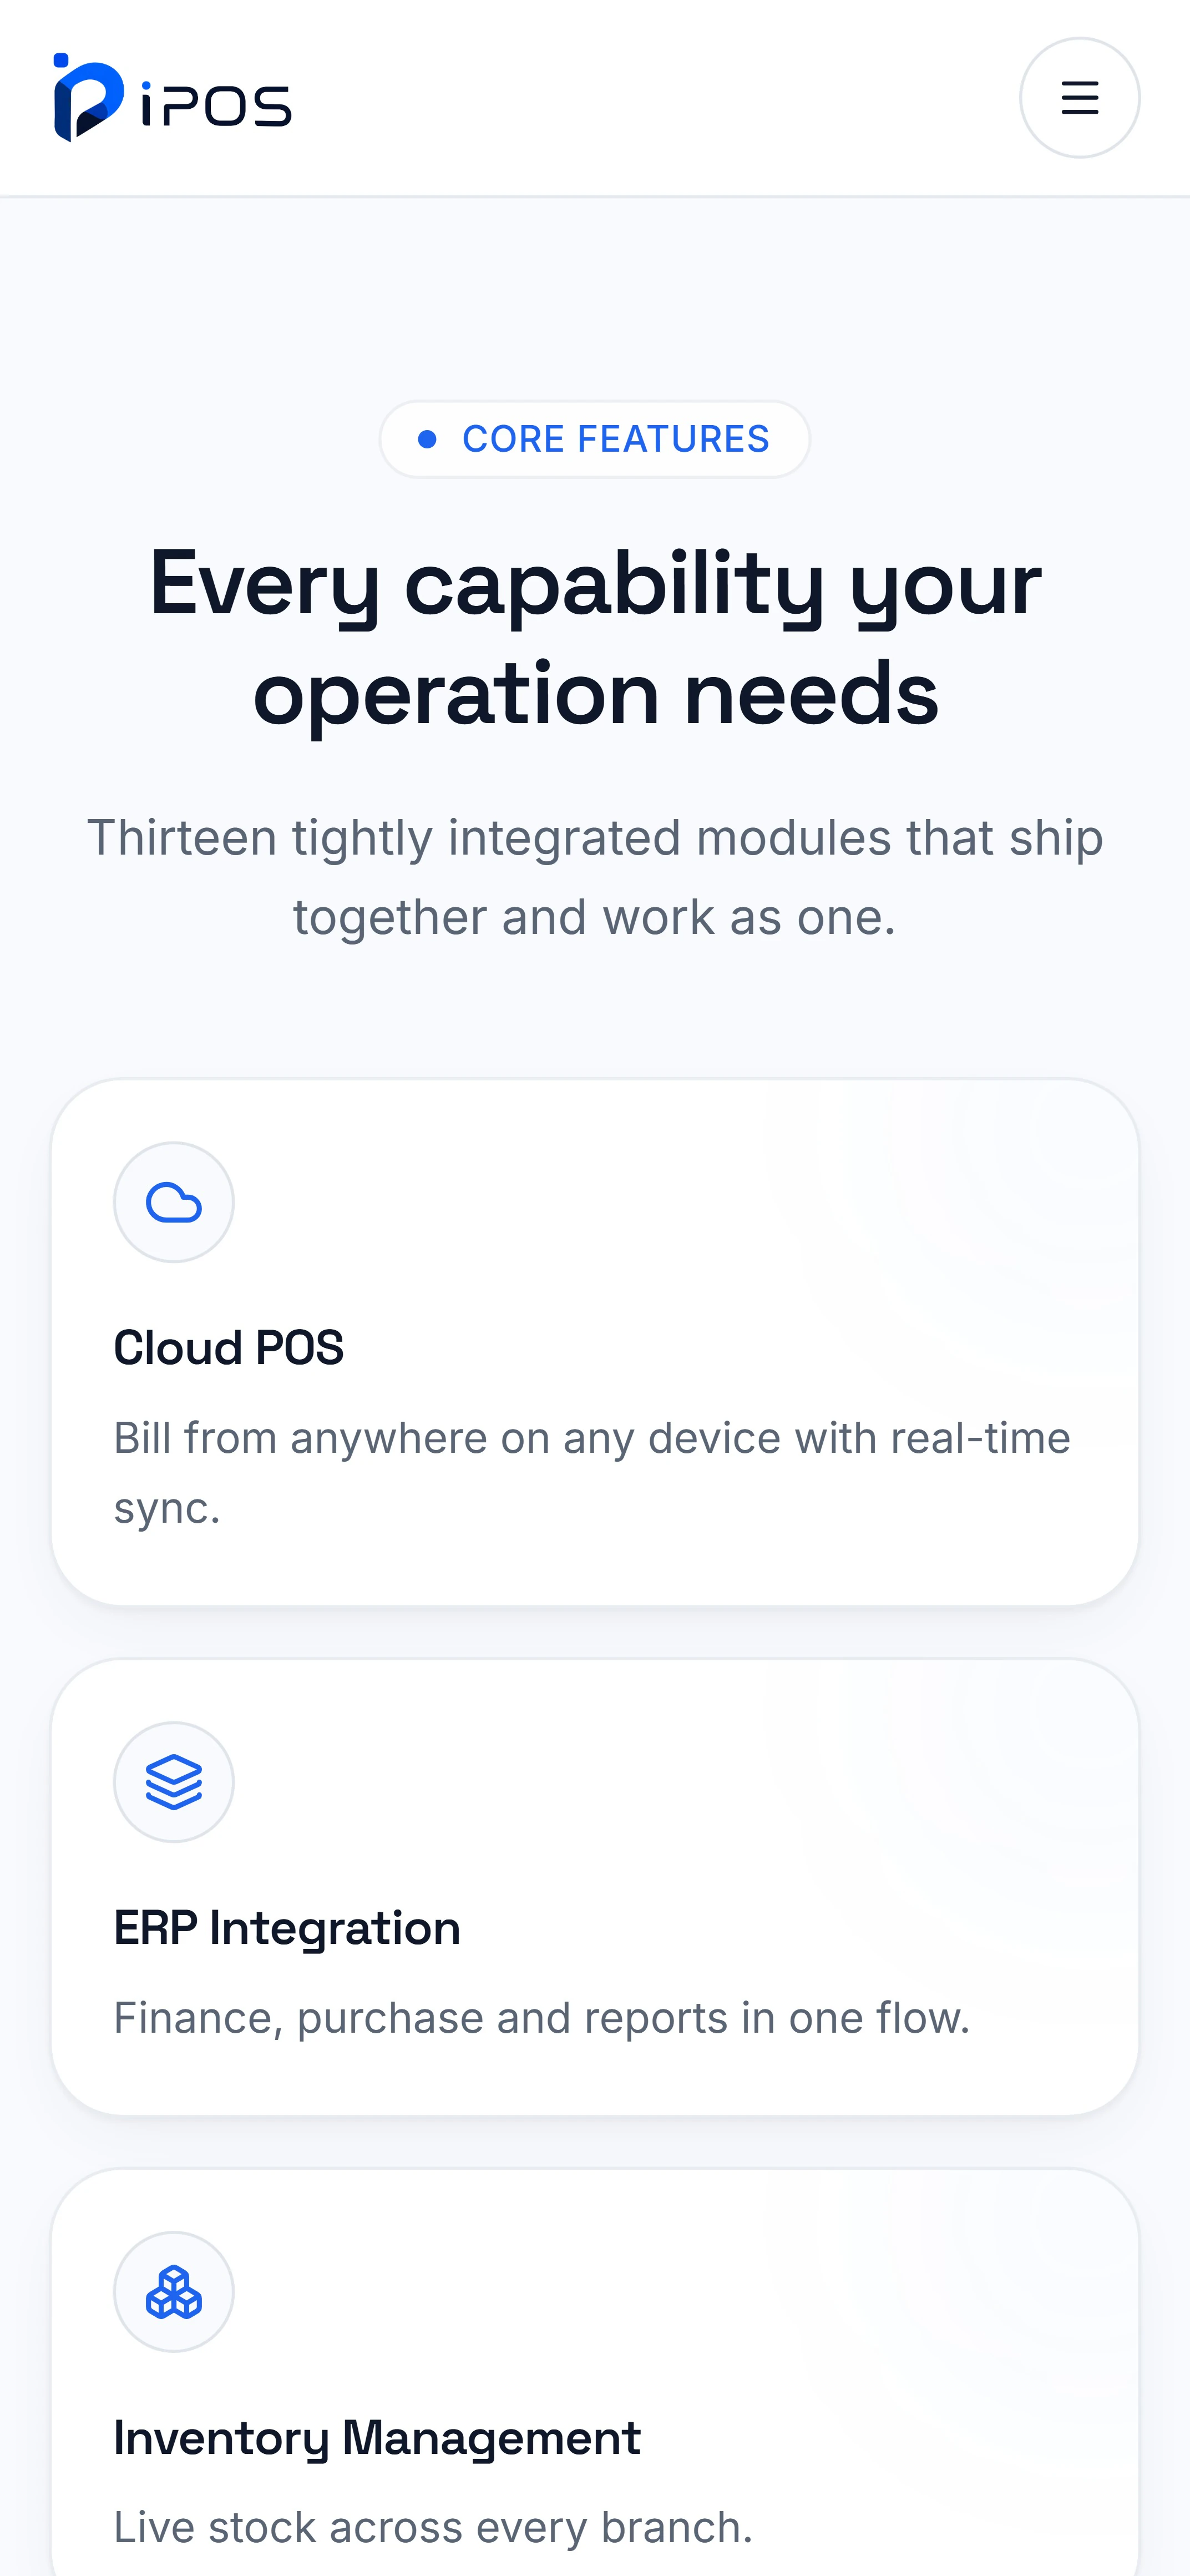 iPOS
CORE FEATURES
Every capability your
operation needs
Thirteen tightly integrated modules that ship
together and work as one.
Cloud POS
Bill from anywhere on any device with real-time
sync.
ERP Integration
Finance, purchase and reports in one flow.
Inventory Management
Live stock across every branch.